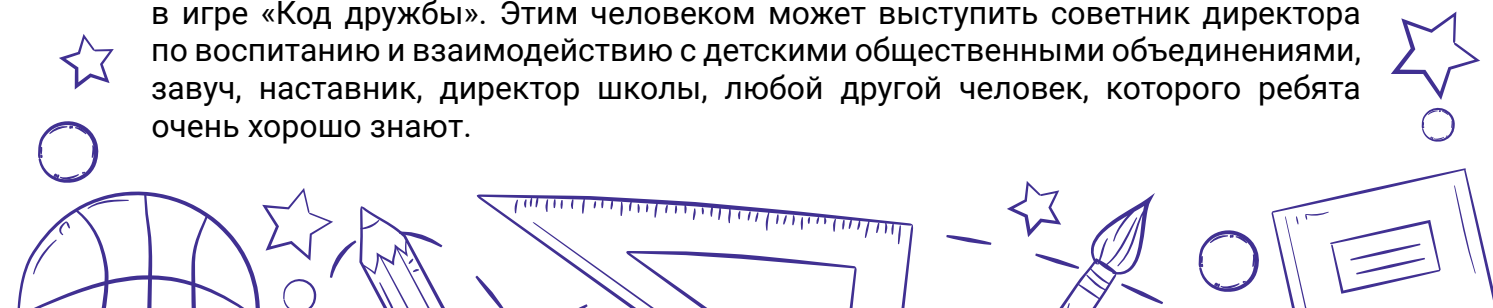 в игре «Код дружбы». Этим человеком может выступить советник директора
по воспитанию и взаимодействию с детскими общественными объединениями,
завуч, наставник, директор школы, любой другой человек, которого ребята
очень хорошо знают.